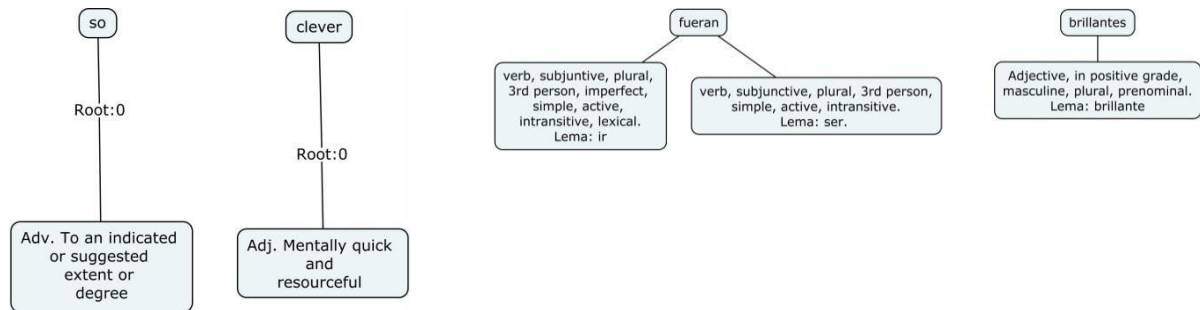 so
Root:0
Adv. To an indicated
or suggested
extent or
degree
clever
Root:0
Adj. Mentally quick
and
resourceful
fueran
verb, subjuntive, plural,
3rd person, imperfect,
simple, active,
intransitive, lexical.
Lema: ir
verb, subjunctive, plural, 3rd person,
simple, active, intransitive.
Lema: ser.
brillantes
Adjective, in positive grade,
masculine, plural, prenominal.
Lema: brillante